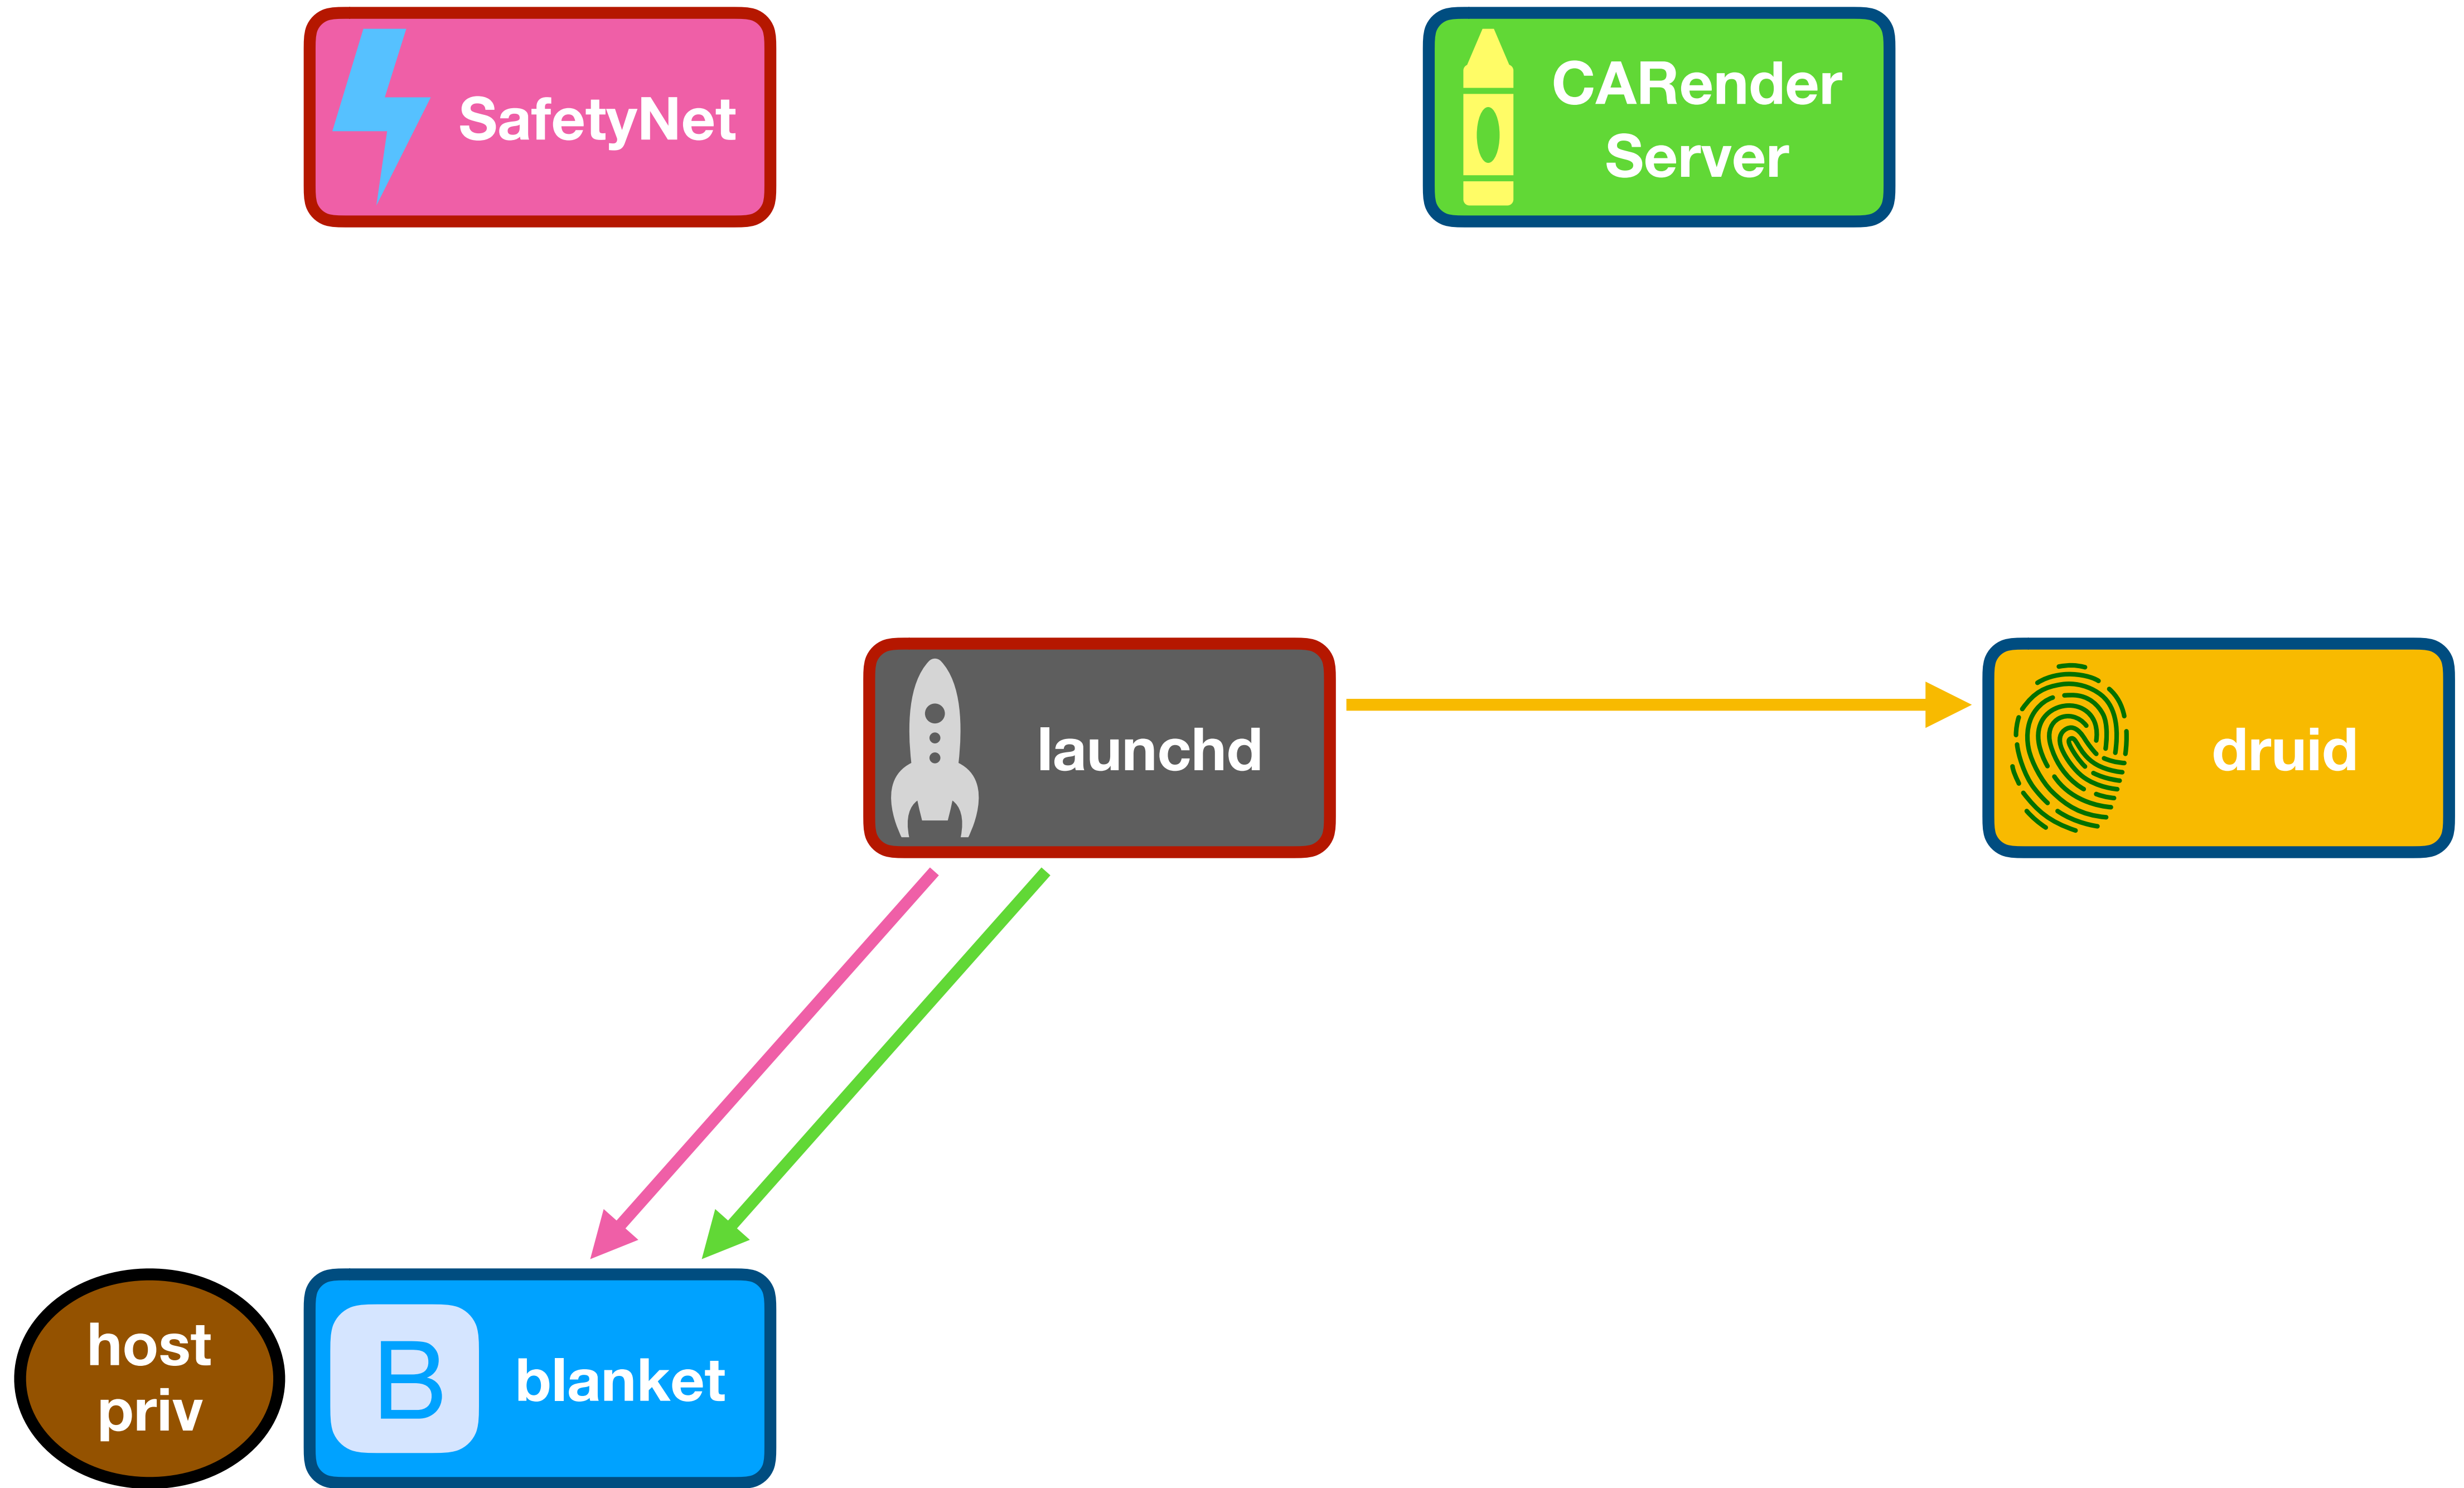 SafetyNet
CARender
Server
launchd
druid
host
priv
B
blanket